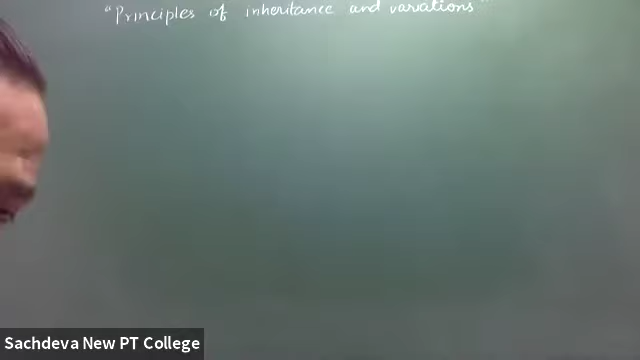 "Principles of inheritance and variations"
Sachdeva New PT College